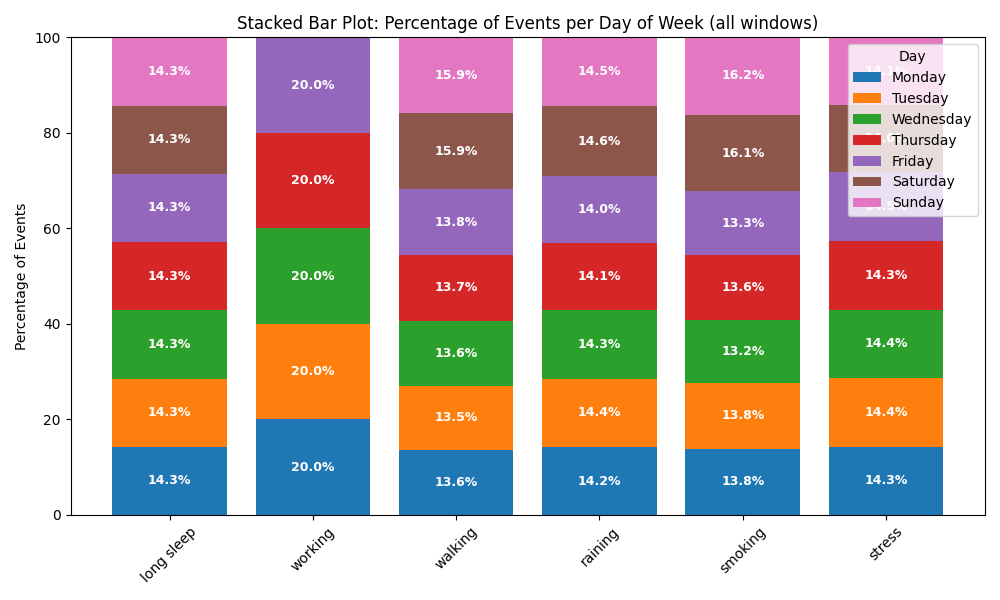 Stacked Bar Plot: Percentage of Events per Day of Week (all windows)
Percentage of Events
100
80
60
40
20
0
14.3%
14.3%
14.3%
14.3%
14.3%
14.3%
14.3%
20.0%
20.0%
20.0%
20.0%
20.0%
15.9%
15.9%
13.8%
13.7%
13.6%
13.5%
13.6%
14.5%
14.6%
14.0%
14.1%
14.3%
14.4%
14.2%
16.2%
16.1%
13.3%
13.6%
13.2%
13.8%
13.8%
14.3%
14.4%
14.4%
14.3%
Day
Monday
Tuesday
Wednesday
Thursday
Friday
Saturday
Sunday
long sleep
working
walking
raining
smoking
stress